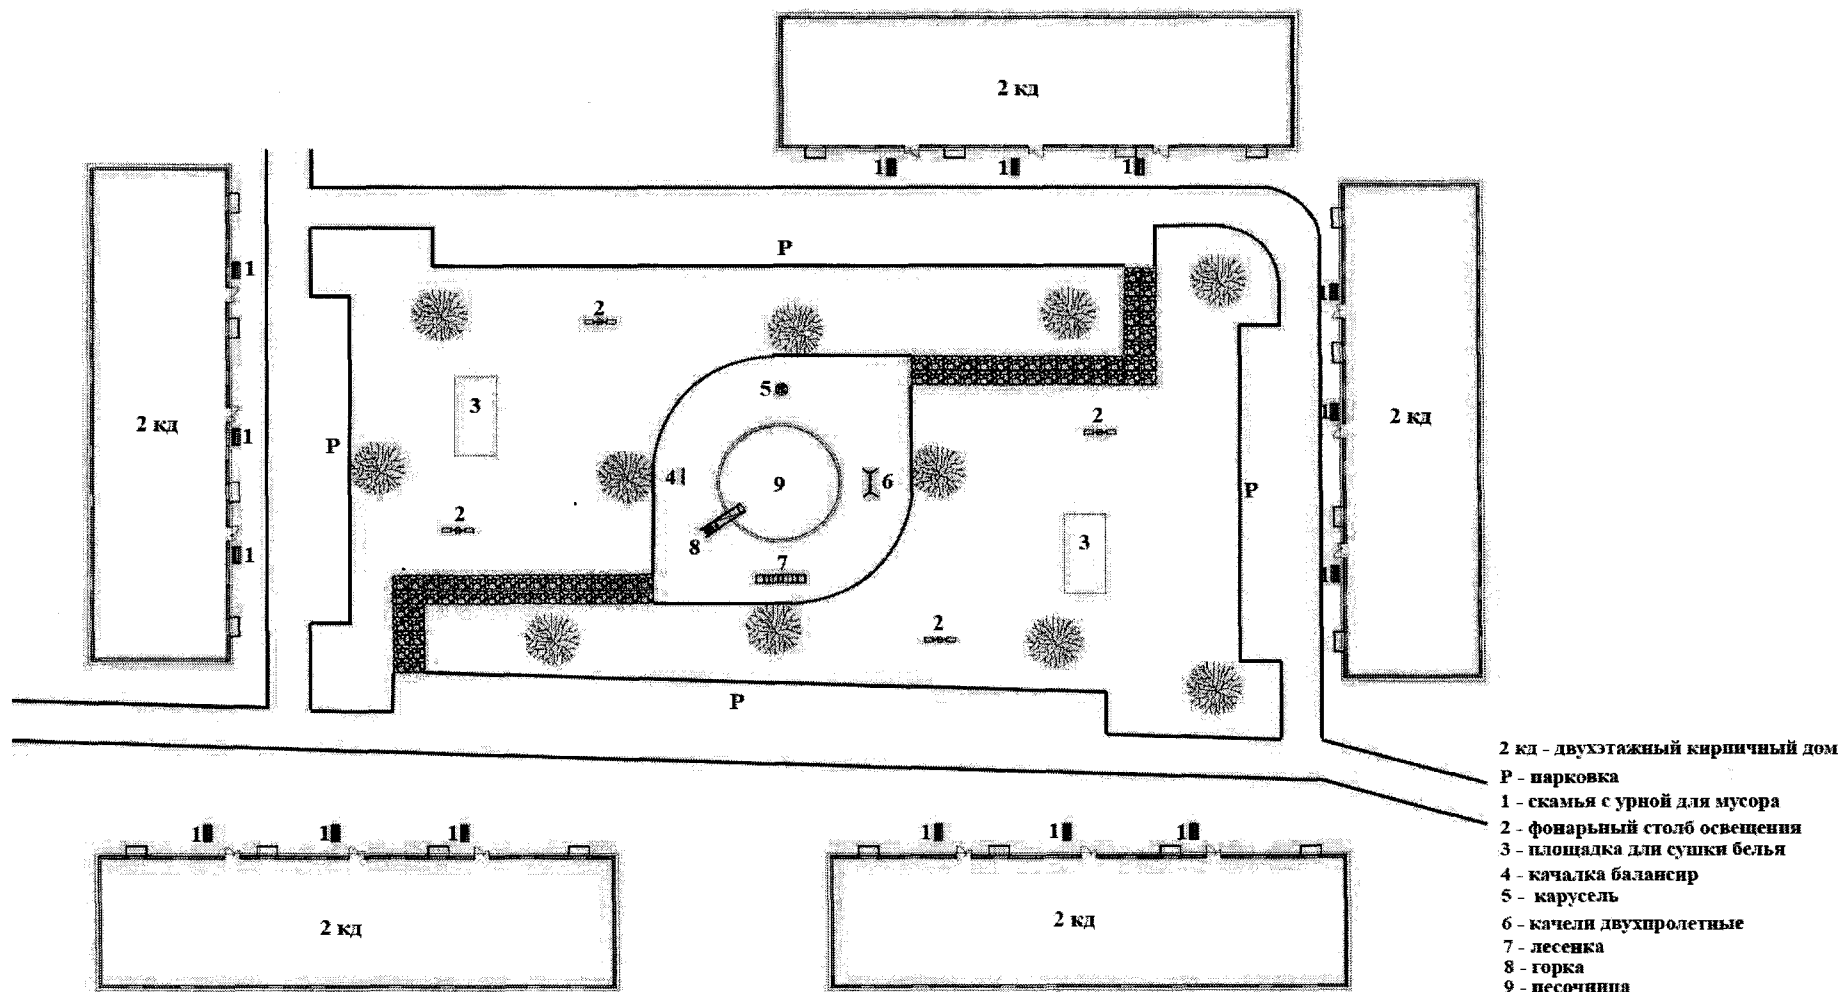 2 кд
1 1 1
2 кд
1
1
1
P
P
P
P
2
3
5
4
9
6
8
7
2
2
3
2
1
1
1
2 кд
1 1 1
2 кд
1 1 1
2 кд
2 кд - двухэтажный кирпичный дом
Р - парковка
1 - скамья с урной для мусора
2 - фонарный столб освещения
3 - площадка для сушки белья
4 - качалка балансир
5 - карусель
6 - качели двухпролетные
7 - лесенка
8 - горка
9 - песочница